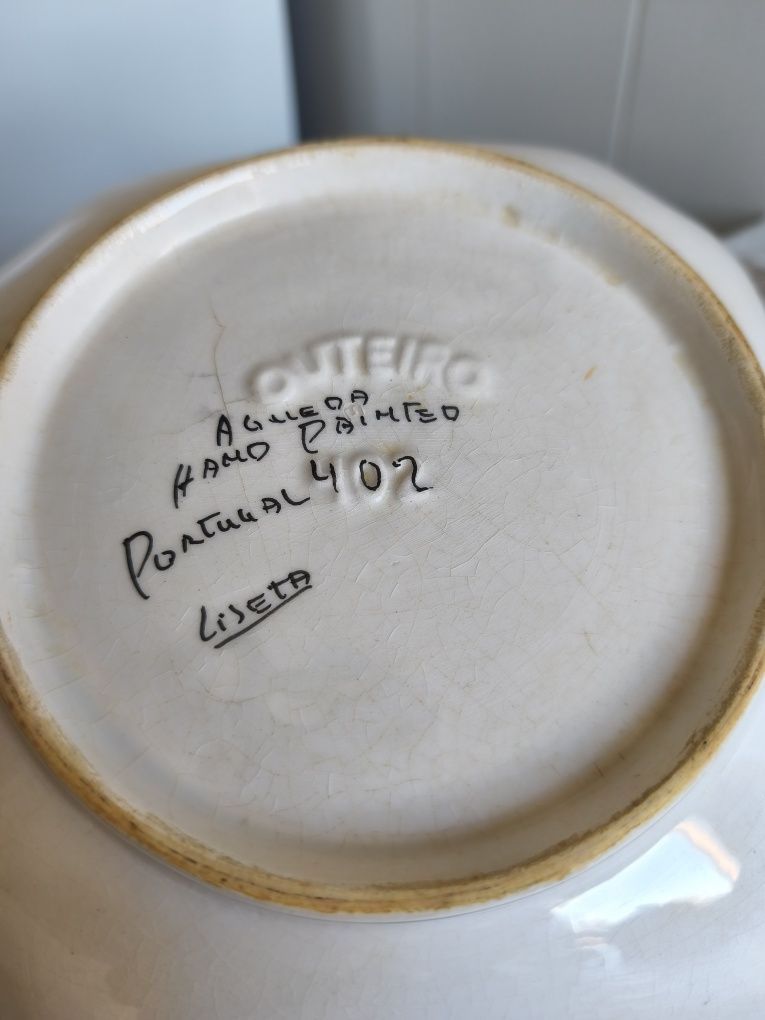 OUTEIRO
AGUEDA
HAND PAINTED
PORTUGAL 402
LISETA